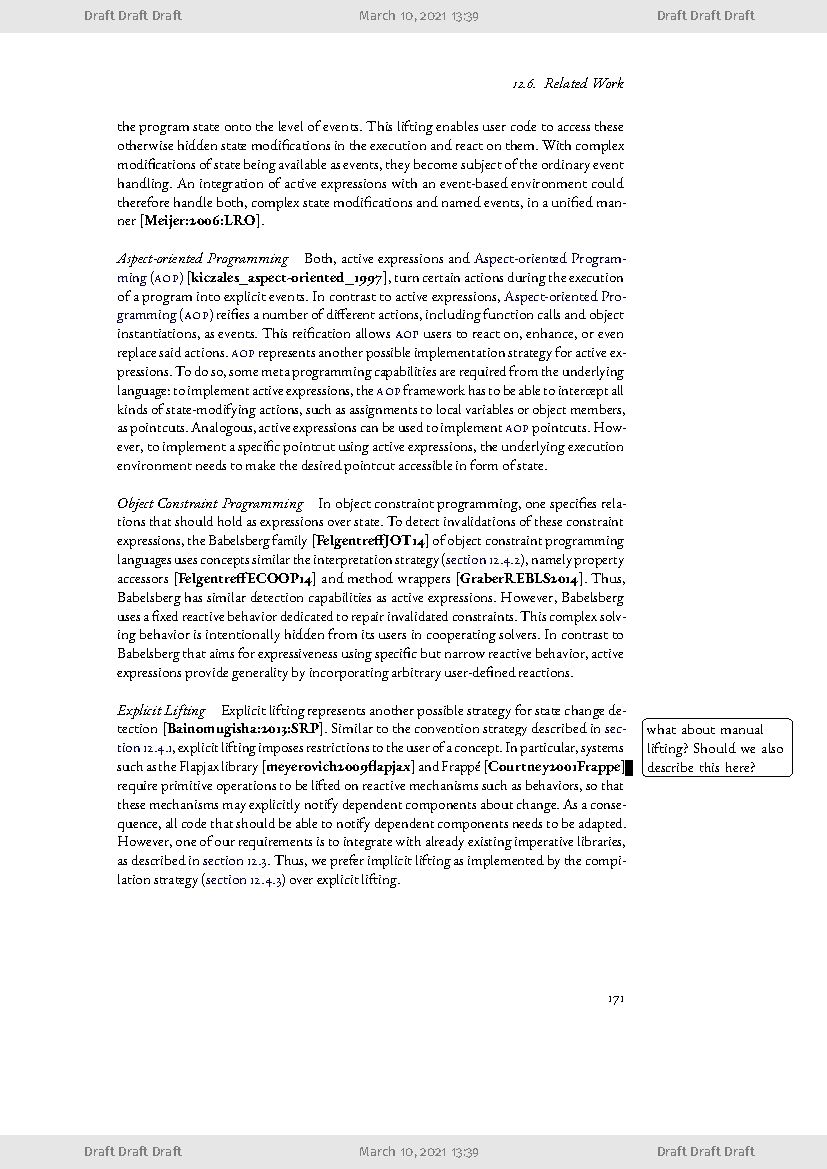 Draft Draft Draft March 10, 2021 13:39 Draft Draft Draft
12.6. Related Work
the program state onto the level of events. This lifting enables user code to access these
otherwise hidden state modifications in the execution and react on them. With complex
modifications of state being available as events, they become subject of the ordinary event
handling. An integration of active expressions with an event-based environment could
therefore handle both, complex state modifications and named events, in a unified man-
ner [Meijer:2006:LRO].
Aspect-oriented Programming Both, active expressions and Aspect-oriented Program-
ming (AOP) [kiczales_aspect-oriented_1997], turn certain actions during the execution
of a program into explicit events. In contrast to active expressions, Aspect-oriented Pro-
gramming (AOP) reifies a number of different actions, including function calls and object
instantiations, as events. This reification allows AOP users to react on, enhance, or even
replace said actions. AOP represents another possible implementation strategy for active ex-
pressions. To do so, some meta programming capabilities are required from the underlying
language: to implement active expressions, the AOP framework has to be able to intercept all
kinds of state-modifying actions, such as assignments to local variables or object members,
as pointcuts. Analogous, active expressions can be used to implement AOP pointcuts. How-
ever, to implement a specific pointcut using active expressions, the underlying execution
environment needs to make the desired pointcut accessible in form of state.
Object Constraint Programming In object constraint programming, one specifies rela-
tions that should hold as expressions over state. To detect invalidations of these constraint
expressions, the Babelsberg family [FelgentreffJOT14] of object constraint programming
languages uses concepts similar the interpretation strategy (section 12.4.2), namely property
accessors [FelgentreffECOOP14] and method wrappers [GraberREBLS2014]. Thus,
Babelsberg has similar detection capabilities as active expressions. However, Babelsberg
uses a fixed reactive behavior dedicated to repair invalidated constraints. This complex solv-
ing behavior is intentionally hidden from its users in cooperating solvers. In contrast to
Babelsberg that aims for expressiveness using specific but narrow reactive behavior, active
expressions provide generality by incorporating arbitrary user-defined reactions.
Explicit Lifting Explicit lifting represents another possible strategy for state change de-
tection [Bainomugisha:2013:SRP]. Similar to the convention strategy described in sec-
tion 12.4.1, explicit lifting imposes restrictions to the user of a concept. In particular, systems
such as the Flapjax library [meyerovich2009flapjax] and Frappé [Courtney2001Frappe]
require primitive operations to be lifted on reactive mechanisms such as behaviors, so that
these mechanisms may explicitly notify dependent components about change. As a conse-
quence, all code that should be able to notify dependent components needs to be adapted.
However, one of our requirements is to integrate with already existing imperative libraries,
as described in section 12.3. Thus, we prefer implicit lifting as implemented by the compi-
lation strategy (section 12.4.3) over explicit lifting.
what about manual
lifting? Should we also
describe this here?
171
Draft Draft Draft March 10, 2021 13:39 Draft Draft Draft